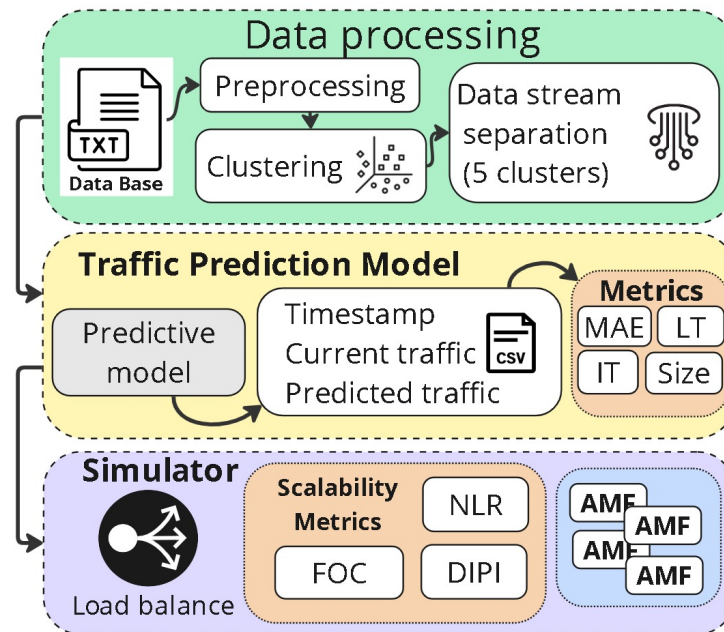 Data processing
TXT
Data Base
Preprocessing
Clustering
Data stream
separation
(5 clusters)
Traffic Prediction Model
Predictive
model
Timestamp
Current traffic
Predicted traffic
CSV
Metrics
MAE
LT
IT
Size
Simulator
Load balance
Scalability
Metrics
NLR
FOC
DIPI
AMF
AMF
AMF
AMF